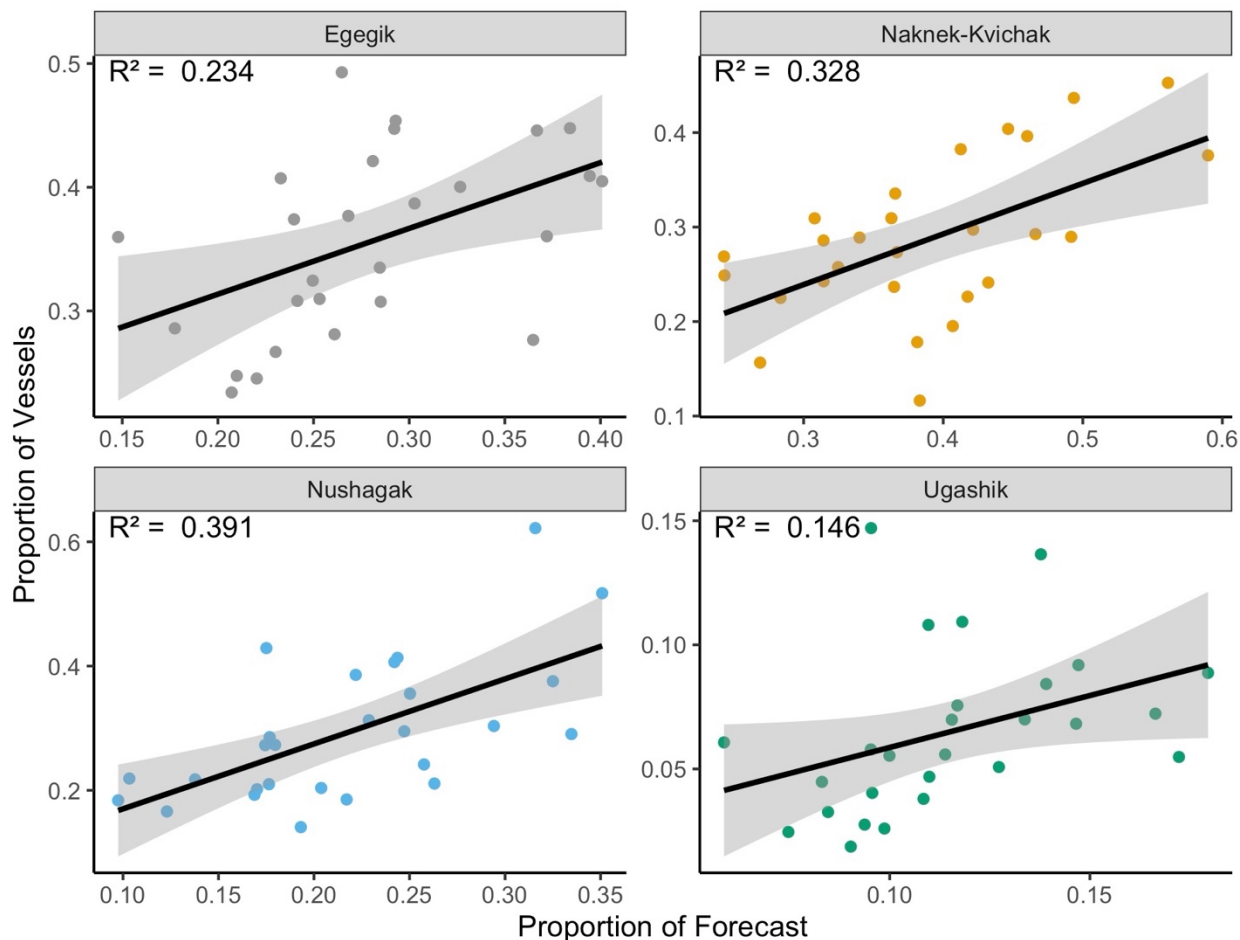 Egegik
R² = 0.234
0.5
0.4
0.3
0.15 0.20 0.25 0.30 0.35 0.40
Naknek-Kvichak
R² = 0.328
0.4
0.3
0.2
0.1
0.3 0.4 0.5 0.6
Nushagak
R² = 0.391
0.6
0.4
0.2
0.10 0.15 0.20 0.25 0.30 0.35
Ugashik
R² = 0.146
0.15
0.10
0.05
0.10 0.15
Proportion of Vessels
Proportion of Forecast